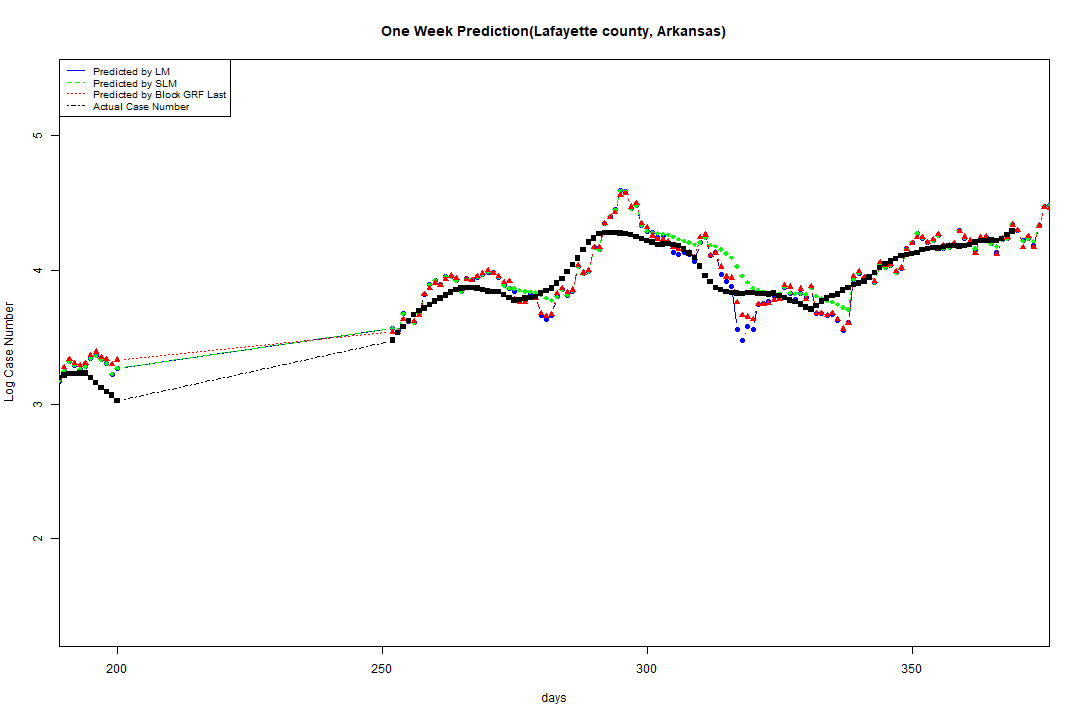 One Week Prediction(Lafayette county, Arkansas)
Predicted by LM
Predicted by SLM
Predicted by Block GRF Last
Actual Case Number
5
4
3
2
Log Case Number
200 250 300 350
days